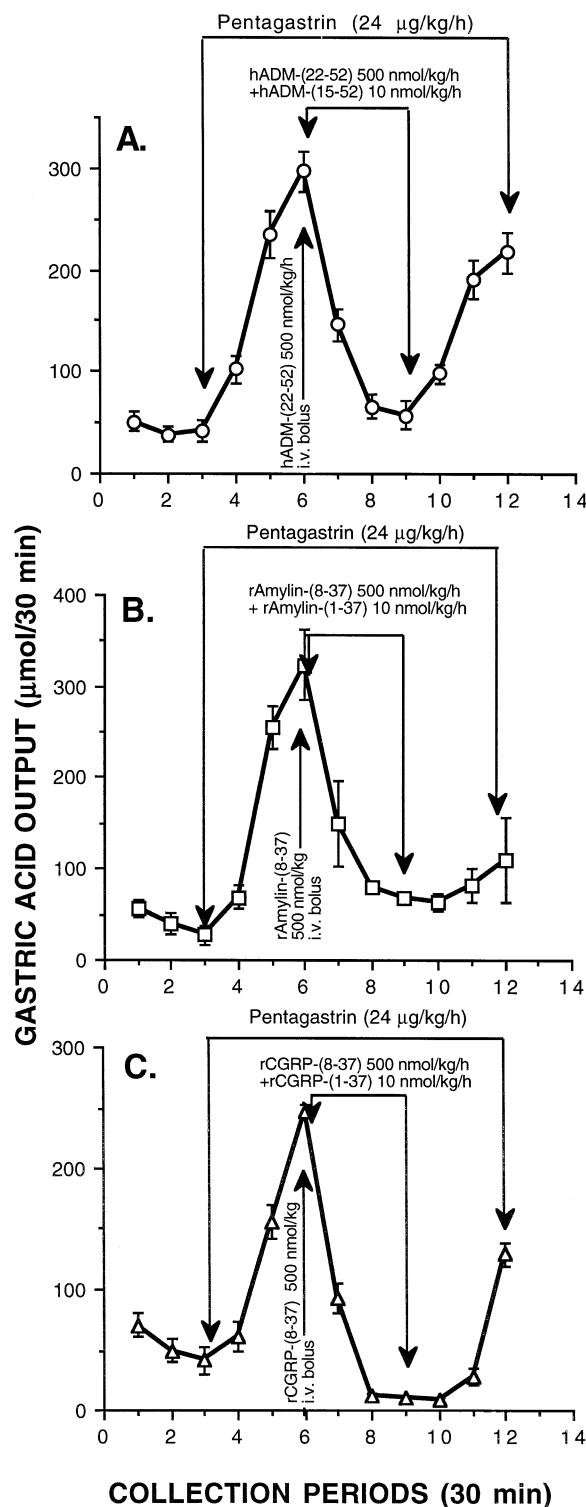 Pentagastrin (24 µg/kg/h)
hADM-(22-52) 500 nmol/kg/h
+hADM-(15-52) 10 nmol/kg/h
A.
300
200
100
0
hADM-(22-52) 500 nmol/kg/h
i.v. bolus
0 2 4 6 8 10 12 14
Pentagastrin (24 µg/kg/h)
rAmylin-(8-37) 500 nmol/kg/h
+ rAmylin-(1-37) 10 nmol/kg/h
B.
400
300
200
100
0
rAmylin-(8-37)
500 nmol/kg
i.v. bolus
0 2 4 6 8 10 12 14
Pentagastrin (24 µg/kg/h)
rCGRP-(8-37) 500 nmol/kg/h
+rCGRP-(1-37) 10 nmol/kg/h
C.
300
200
100
0
rCGRP-(8-37) 500 nmol/kg
i.v. bolus
0 2 4 6 8 10 12 14
GASTRIC ACID OUTPUT (µmol/30 min)
COLLECTION PERIODS (30 min)